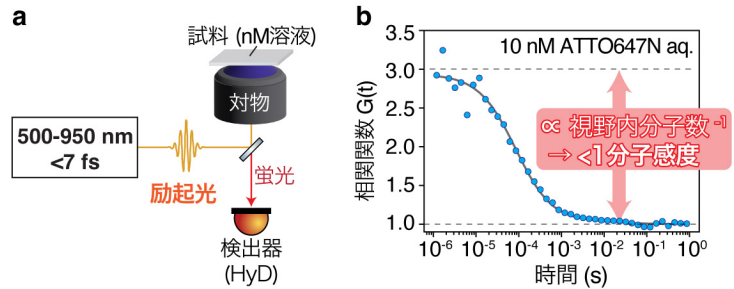 a
試料 (nM溶液)
対物
500-950 nm
<7 fs
励起光
蛍光
検出器
(HyD)
b
10 nM ATTO647N aq.
∝ 視野内分子数⁻¹
→ <1分子感度
相関関数 G(t)
3.5
3.0
2.5
2.0
1.5
1.0
10⁻⁶ 10⁻⁵ 10⁻⁴ 10⁻³ 10⁻² 10⁻¹ 10⁰
時間 (s)